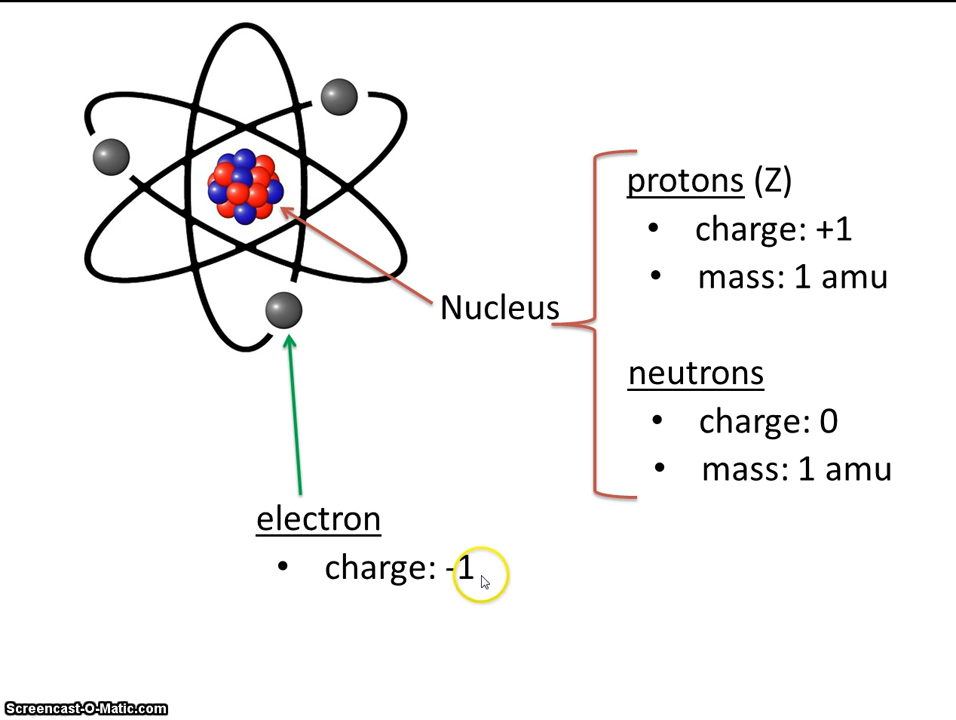 protons (Z)
• charge: +1
• mass: 1 amu
Nucleus
neutrons
• charge: 0
• mass: 1 amu
electron
• charge: -1
Screencast-O-Matic.com